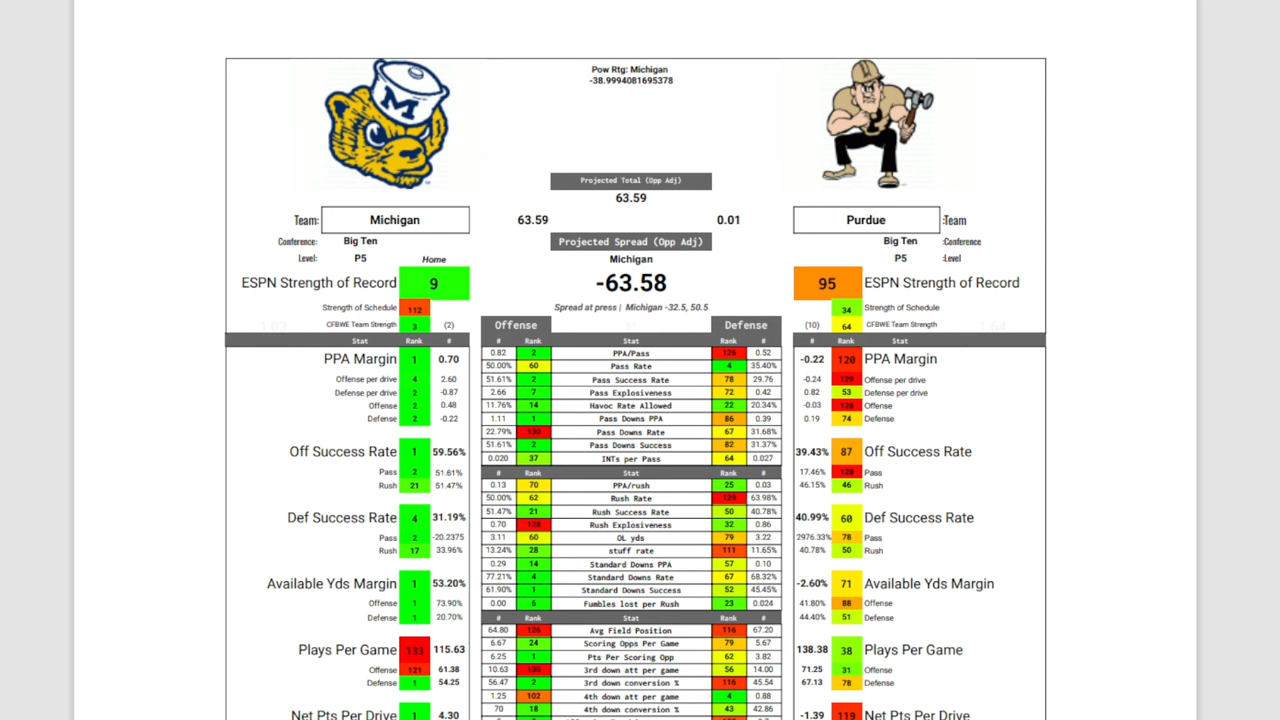 Pow Rtg: Michigan
-38.9994081695378
M
Projected Total (Opp Adj)
63.59
Team: Michigan 63.59 0.01 Purdue :Team
Conference: Big Ten Projected Spread (Opp Adj) Big Ten :Conference
Level: P5 Home Michigan P5 :Level
ESPN Strength of Record 9 -63.58 95 ESPN Strength of Record
Strength of Schedule 112 Spread at press | Michigan -32.5, 50.5 34 Strength of Schedule
CFBWE Team Strength 3 (2) Offense Defense (10) 64 CFBWE Team Strength
Stat Rank # # Rank Stat
# Rank Stat Rank #
0.82 2 PPA/Pass 126 0.52
PPA Margin 1 0.70 -0.22 120 PPA Margin
50.00% 60 Pass Rate 4 35.40%
Offense per drive 4 2.60 51.61% 2 Pass Success Rate 78 29.76 -0.24 129 Offense per drive
Defense per drive 2 -0.87 2.66 7 Pass Explosiveness 72 0.42 0.82 53 Defense per drive
Offense 2 0.48 11.76% 14 Havoc Rate Allowed 22 20.34% -0.03 128 Offense
Defense 2 -0.22 1.11 1 Pass Downs PPA 86 0.39 0.19 74 Defense
22.79% 130 Pass Downs Rate 67 31.68%
Off Success Rate 1 59.56% 51.61% 2 Pass Downs Success 82 31.37% 39.43% 87 Off Success Rate
0.020 37 INTs per Pass 64 0.027
Pass 2 51.61% # Rank Stat Rank # 17.46% 128 Pass
Rush 21 51.47% 0.13 70 PPA/rush 25 0.03 46.15% 46 Rush
50.00% 62 Rush Rate 129 63.98%
Def Success Rate 4 31.19% 51.47% 21 Rush Success Rate 50 40.78% 40.99% 60 Def Success Rate
0.70 128 Rush Explosiveness 32 0.86
Pass 2 -20.2375 3.11 60 OL yds 79 3.22 2976.33% 78 Pass
Rush 17 33.96% 13.24% 28 stuff rate 111 11.65% 40.78% 50 Rush
0.29 14 Standard Downs PPA 57 0.10
Available Yds Margin 1 53.20% 77.21% 4 Standard Downs Rate 67 68.32% -2.60% 71 Available Yds Margin
61.90% 1 Standard Downs Success 52 45.45%
Offense 1 73.90% 0.00 6 Fumbles lost per Rush 23 0.024 41.80% 88 Offense
Defense 1 20.70% # Rank Stat Rank # 44.40% 51 Defense
64.80 126 Avg Field Position 116 67.20
Plays Per Game 133 115.63 6.67 24 Scoring Opps Per Game 79 5.67 138.38 38 Plays Per Game
6.25 1 Pts Per Scoring Opp 62 3.82
Offense 121 61.38 10.63 130 3rd down att per game 56 14.00 71.25 31 Offense
Defense 1 54.25 56.47 2 3rd down conversion % 116 45.54 67.13 78 Defense
1.25 102 4th down att per game 4 0.88
70 18 4th down conversion % 43 42.86
Net Pts Per Drive 1 4.30 -1.39 119 Net Pts Per Drive